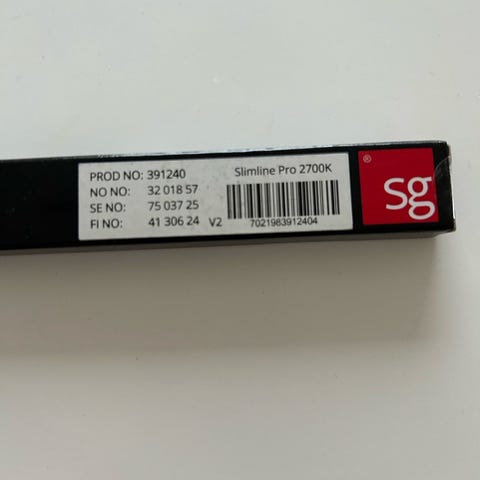 PROD NO: 391240
NO NO: 32 018 57
SE NO: 75 037 25
FI NO: 41 306 24 V2
Slimline Pro 2700K
7021983912404
® Sg